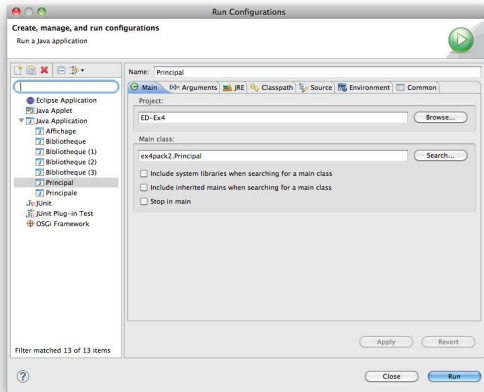 Run Configurations
Create, manage, and run configurations
Run a Java application
Name: Principal
Main
Arguments
JRE
Classpath
Source
Environment
Common
Eclipse Application
Java Applet
Java Application
Affichage
Bibliotheque
Bibliotheque (1)
Bibliotheque (2)
Bibliotheque (3)
Principal
Principale
JUnit
JUnit Plug-in Test
OSGi Framework
Filter matched 13 of 13 items
Project:
ED-Ex4
Browse...
Main class:
ex4pack2.Principal
Search...
Include system libraries when searching for a main class
Include inherited mains when searching for a main class
Stop in main
Apply
Revert
?
Close
Run